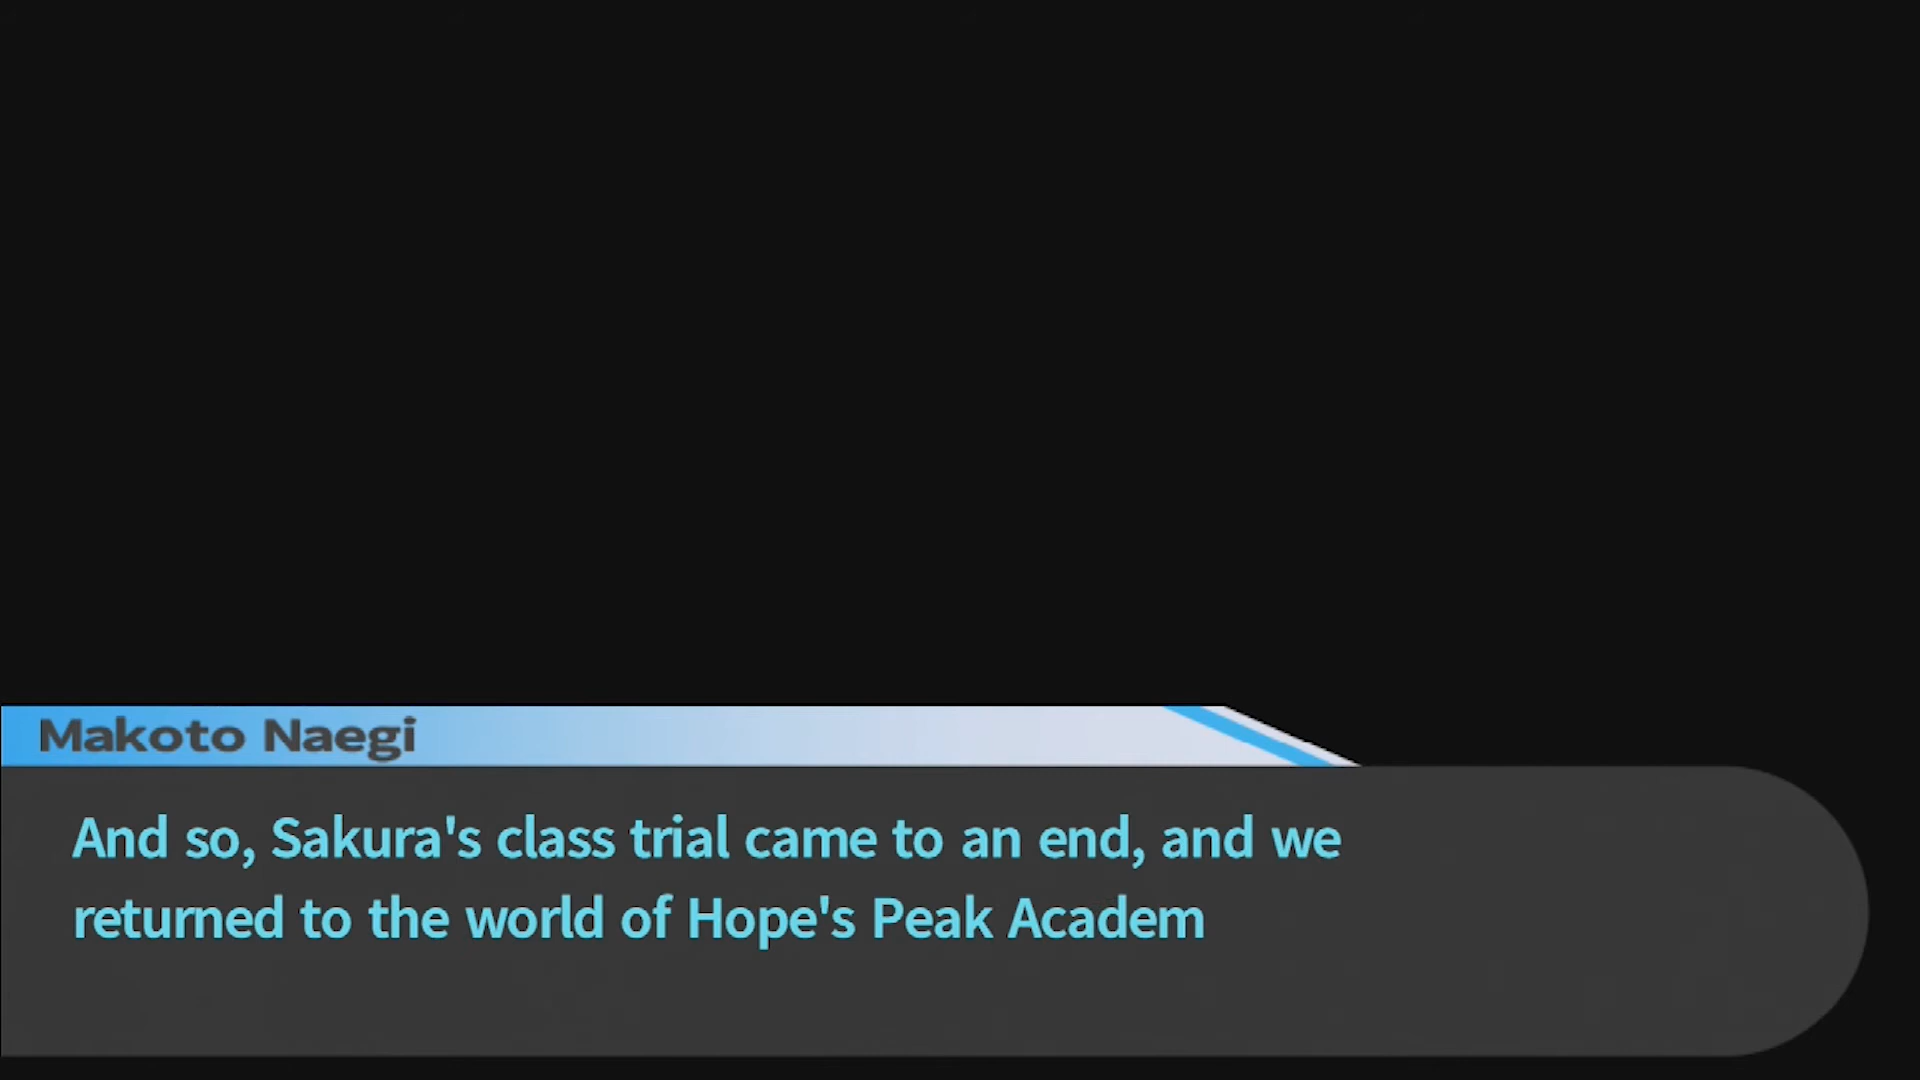 Makoto Naegi
And so, Sakura's class trial came to an end, and we
returned to the world of Hope's Peak Academ